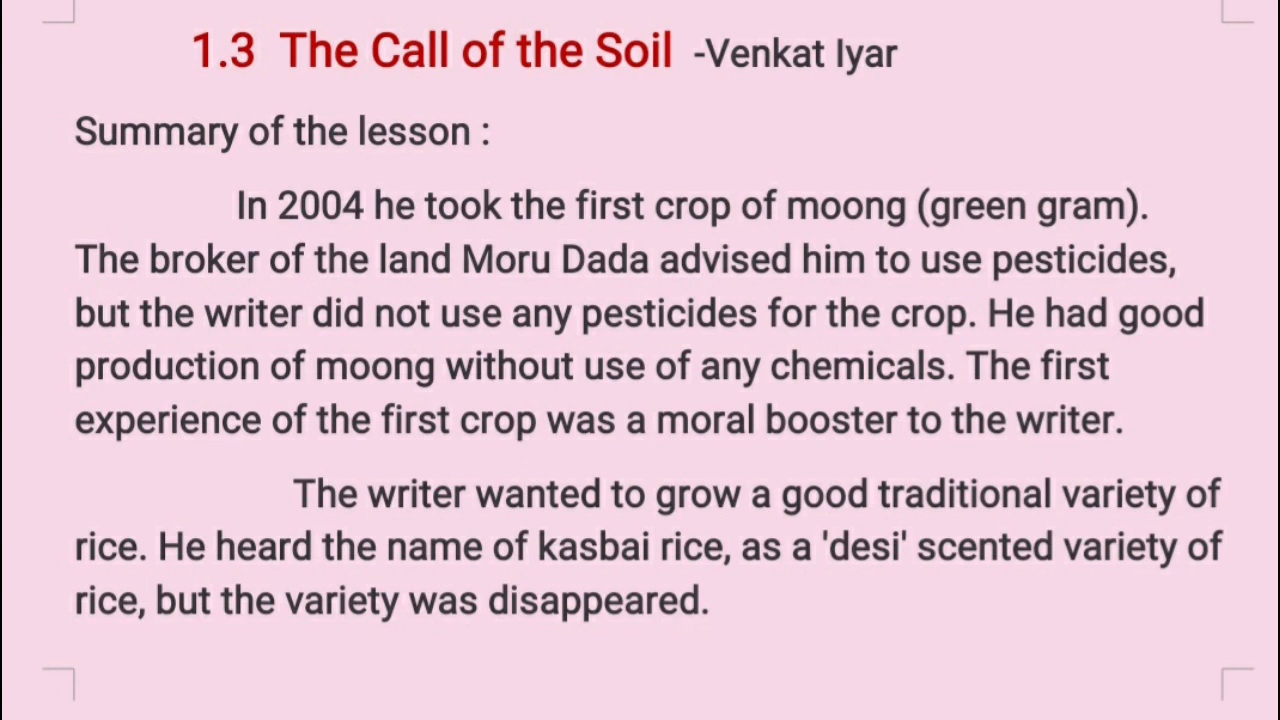 1.3 The Call of the Soil -Venkat Iyar
Summary of the lesson :
In 2004 he took the first crop of moong (green gram).
The broker of the land Moru Dada advised him to use pesticides,
but the writer did not use any pesticides for the crop. He had good
production of moong without use of any chemicals. The first
experience of the first crop was a moral booster to the writer.
The writer wanted to grow a good traditional variety of
rice. He heard the name of kasbai rice, as a 'desi' scented variety of
rice, but the variety was disappeared.